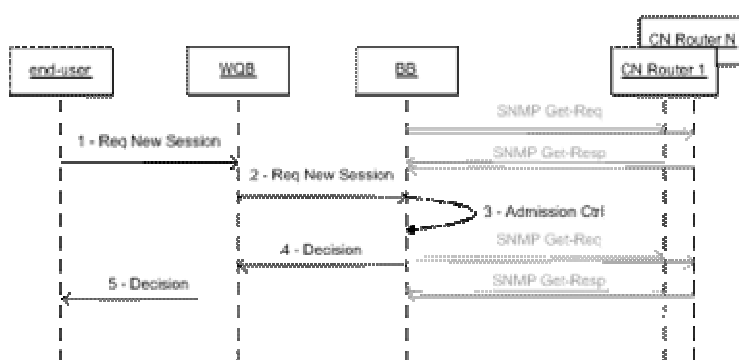 CN Router N
end-user
WQB
BB
CN Router 1
SNMP Get-Req
1 - Req New Session
SNMP Get-Resp
2 - Req New Session
3 - Admission Ctrl
SNMP Get-Req
4 - Decision
SNMP Get-Resp
5 - Decision